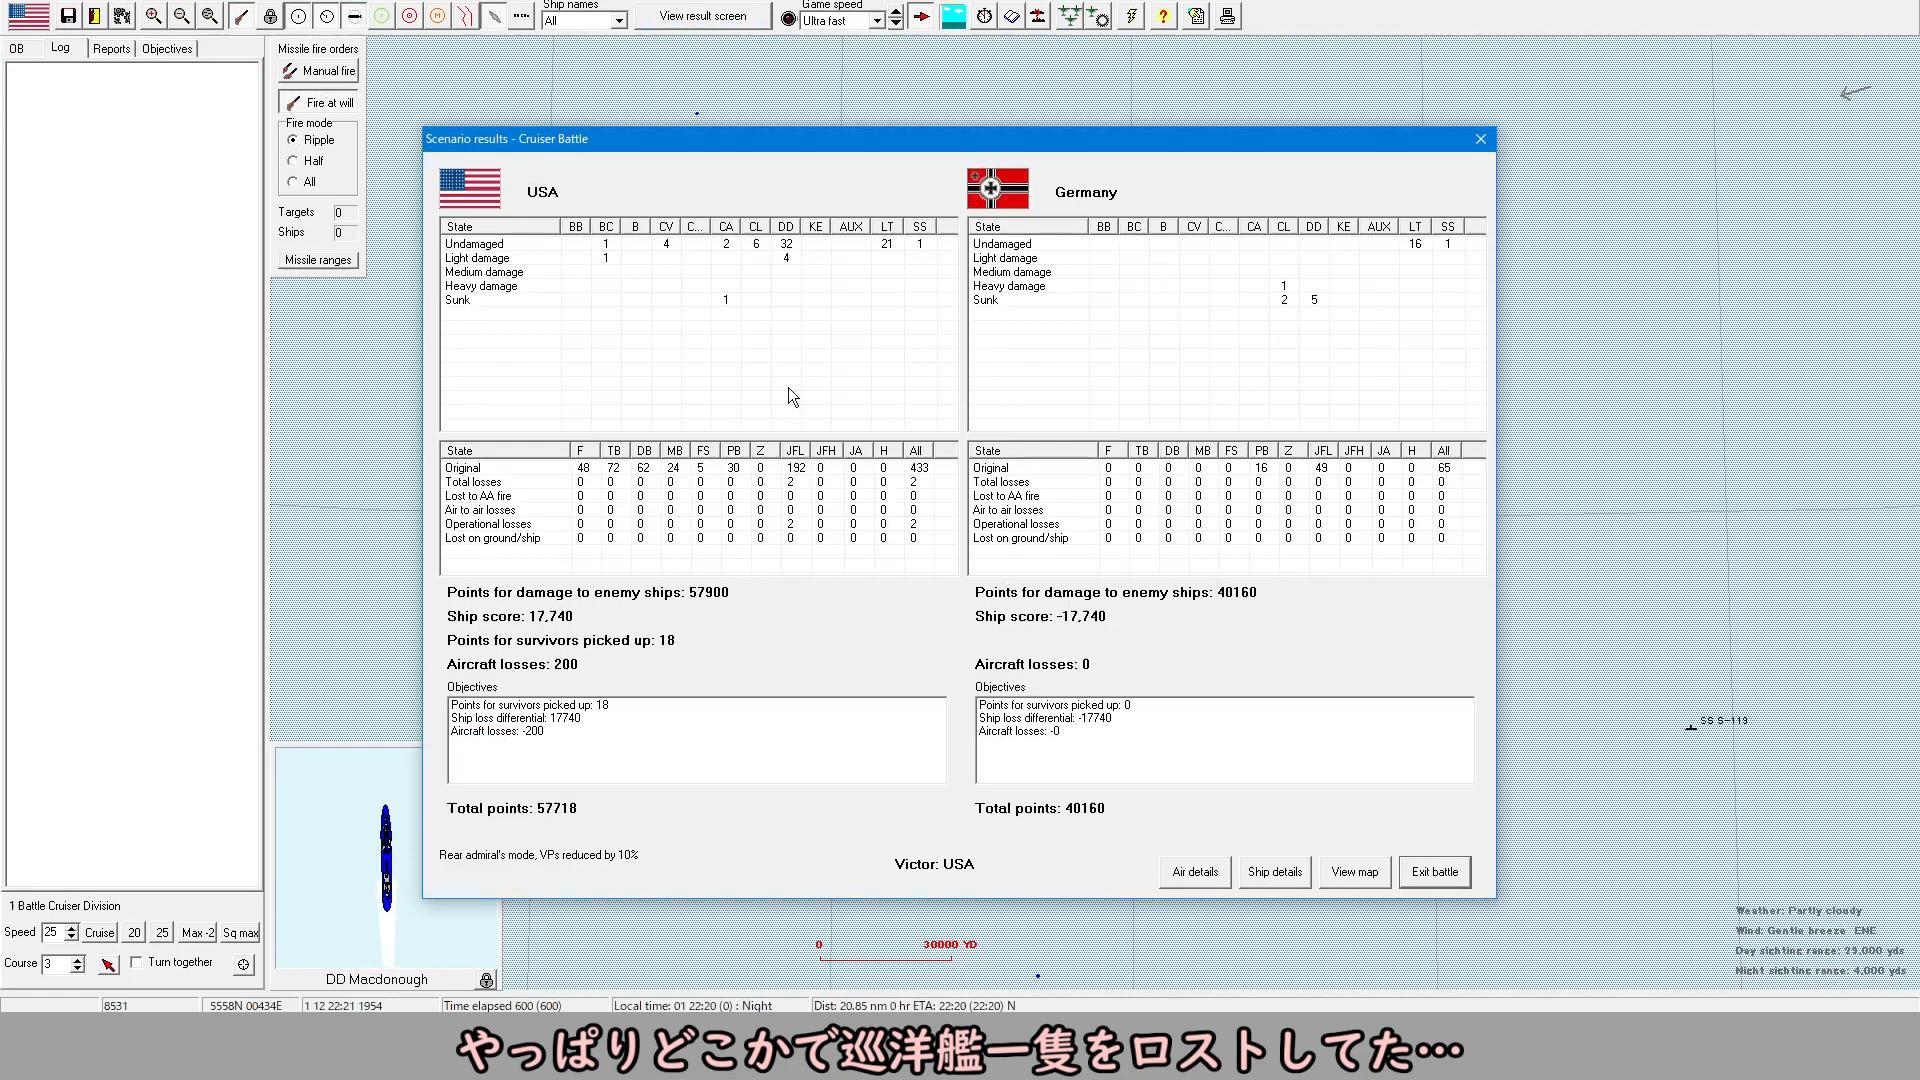 Ship names
All
View result screen
Game speed
Ultra fast
OB
Log
Reports
Objectives
Missile fire orders
Manual fire
Fire at will
Fire mode
Ripple
Half
All
Targets 0
Ships 0
Missile ranges
Scenario results - Cruiser Battle
USA
State BB BC B CV C... CA CL DD KE AUX LT SS
Undamaged 1 4 2 6 32 21 1
Light damage 1 4
Medium damage
Heavy damage
Sunk 1
State F TB DB MB FS PB Z JFL JFH JA H All
Original 48 72 62 24 5 30 0 192 0 0 0 433
Total losses 0 0 0 0 0 0 0 2 0 0 0 2
Lost to AA fire 0 0 0 0 0 0 0 0 0 0 0 0
Air to air losses 0 0 0 0 0 0 0 0 0 0 0 0
Operational losses 0 0 0 0 0 0 0 2 0 0 0 2
Lost on ground/ship 0 0 0 0 0 0 0 0 0 0 0 0
Points for damage to enemy ships: 57900
Ship score: 17,740
Points for survivors picked up: 18
Aircraft losses: 200
Objectives
Points for survivors picked up: 18
Ship loss differential: 17740
Aircraft losses: -200
Total points: 57718
Germany
State BB BC B CV C... CA CL DD KE AUX LT SS
Undamaged 16 1
Light damage
Medium damage
Heavy damage 1
Sunk 2 5
State F TB DB MB FS PB Z JFL JFH JA H All
Original 0 0 0 0 0 16 0 49 0 0 0 65
Total losses 0 0 0 0 0 0 0 0 0 0 0 0
Lost to AA fire 0 0 0 0 0 0 0 0 0 0 0 0
Air to air losses 0 0 0 0 0 0 0 0 0 0 0 0
Operational losses 0 0 0 0 0 0 0 0 0 0 0 0
Lost on ground/ship 0 0 0 0 0 0 0 0 0 0 0 0
Points for damage to enemy ships: 40160
Ship score: -17,740
Aircraft losses: 0
Objectives
Points for survivors picked up: 0
Ship loss differential: -17740
Aircraft losses: -0
Total points: 40160
Rear admiral's mode, VPs reduced by 10%
Victor: USA
Air details
Ship details
View map
Exit battle
SS S-119
Weather: Partly cloudy
Wind: Gentle breeze ENE
Day sighting range: 29,000 yds
Night sighting range: 4,000 yds
0 30000 YD
1 Battle Cruiser Division
Speed 25 Cruise 20 25 Max -2 Sq max
Course 3 Turn together
DD Macdonough
8531 5558N 00434E 1 12 22:21 1954 Time elapsed 600 (600) Local time: 01 22:20 (0) : Night Dist: 20.85 nm 0 hr ETA: 22:20 (22:20) N
やっぱりどこかで巡洋艦一隻をロストしてた…